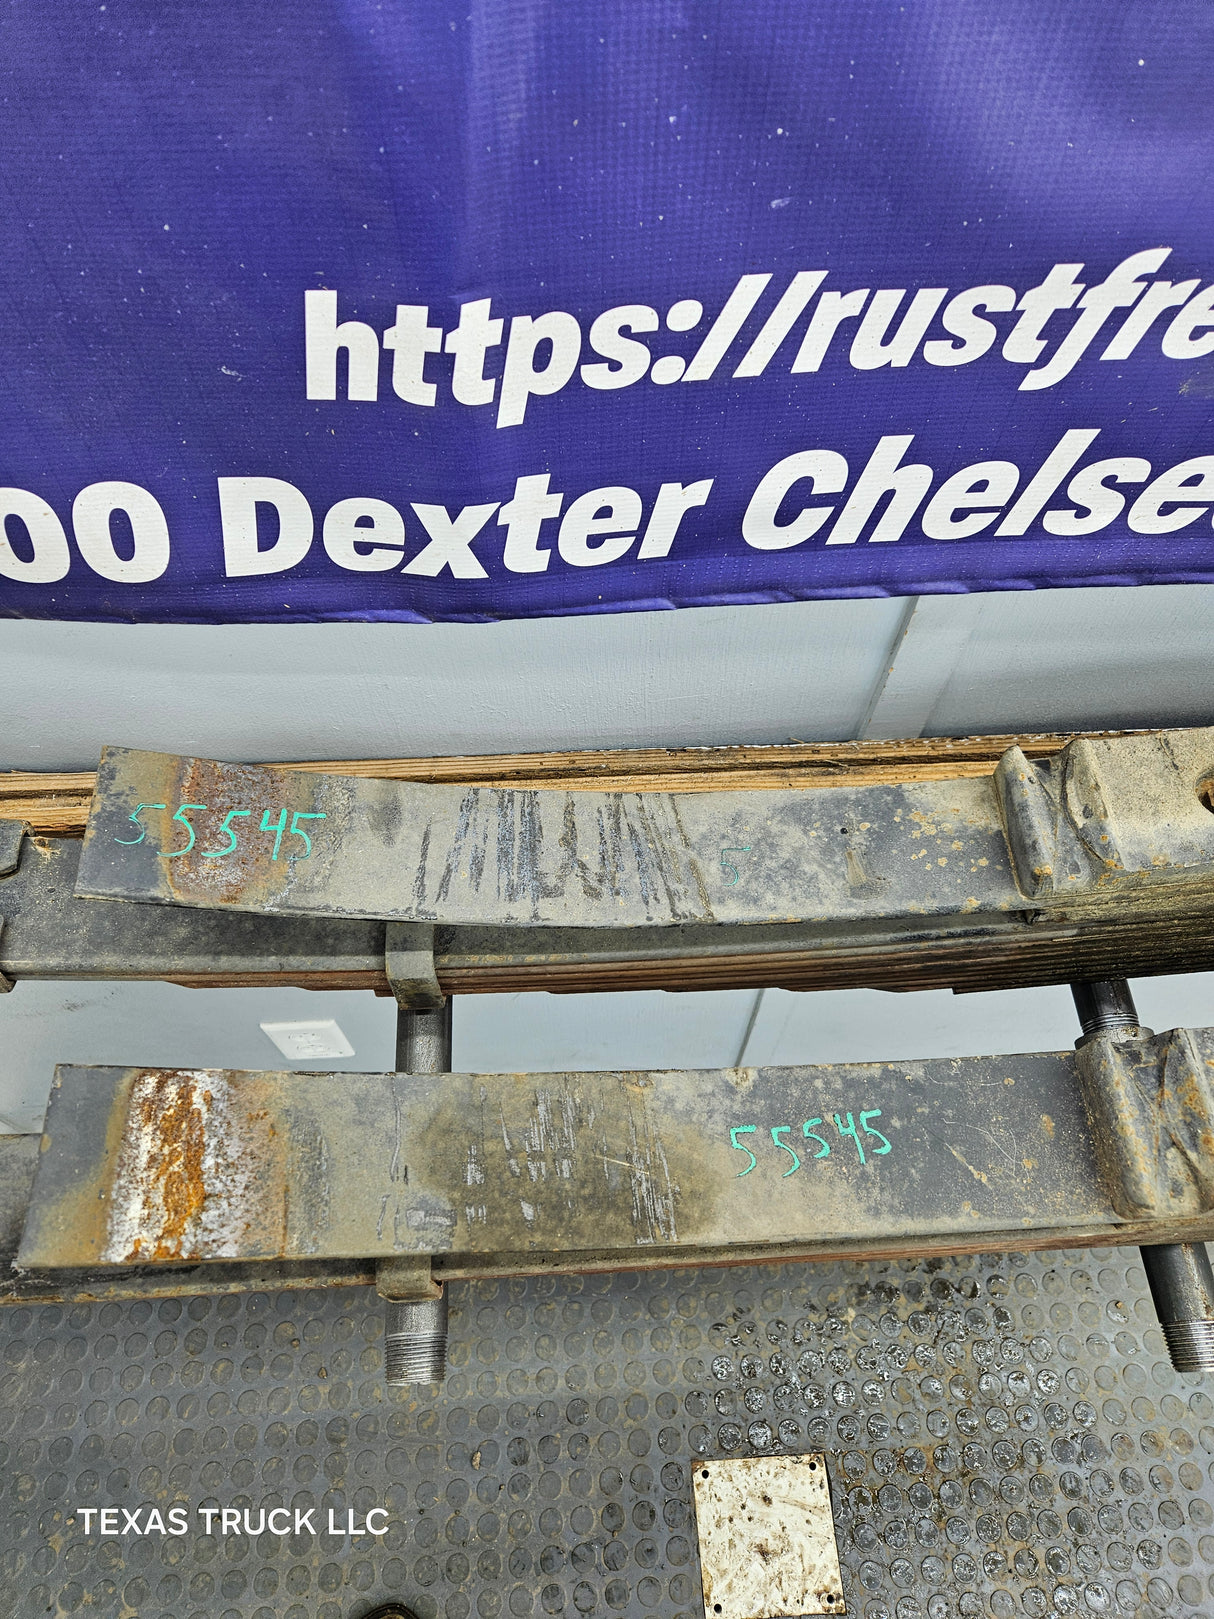 https://rustfre
00 Dexter Chelse
55545
5
55545
TEXAS TRUCK LLC